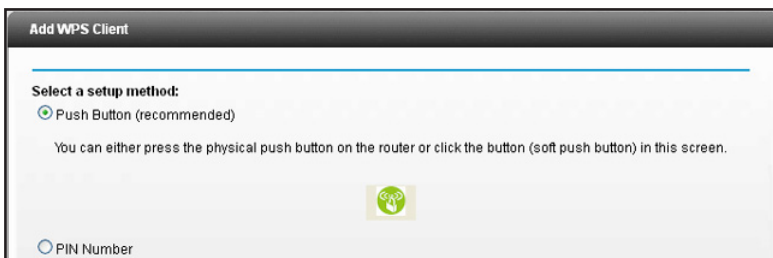 Add WPS Client
Select a setup method:
Push Button (recommended)
You can either press the physical push button on the router or click the button (soft push button) in this screen.
PIN Number